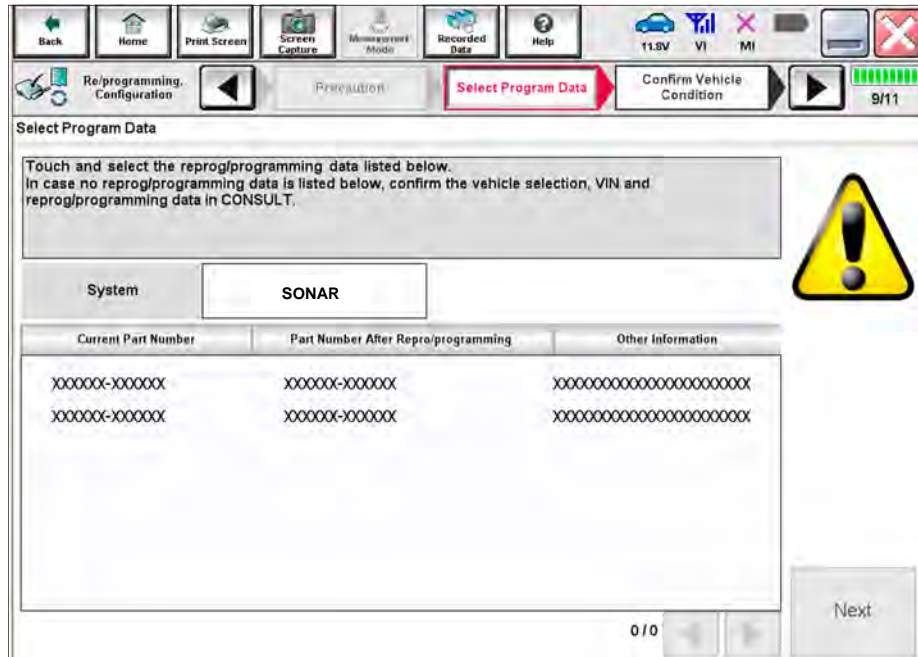 Back
Home
Print Screen
Screen
Capture
Measurement
Mode
Recorded
Data
Help
11.8V
VI
MI
Re/programming,
Configuration
Precaution
Select Program Data
Confirm Vehicle
Condition
9/11
Select Program Data
Touch and select the reprog/programming data listed below.
In case no reprog/programming data is listed below, confirm the vehicle selection, VIN and
reprog/programming data in CONSULT.
System
SONAR
Current Part Number
Part Number After Repro/programming
Other Information
XXXXXX-XXXXXX
XXXXXX-XXXXXX
XXXXXXXXXXXXXXXXXXXXXXX
XXXXXX-XXXXXX
XXXXXX-XXXXXX
XXXXXXXXXXXXXXXXXXXXXXX
0/0
Next